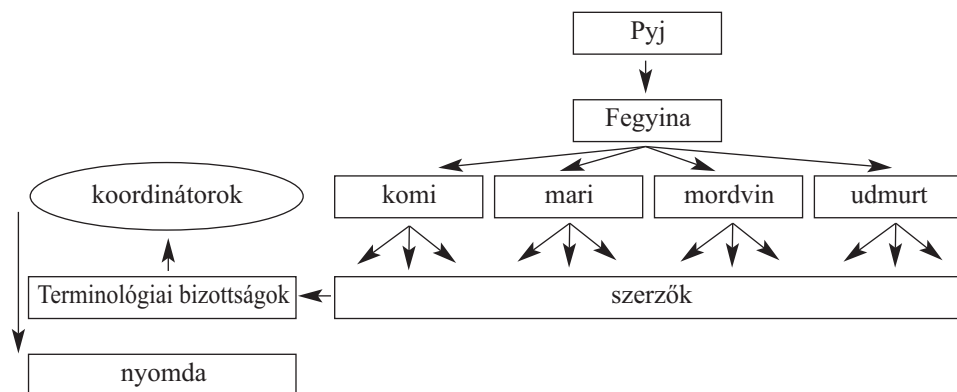 Pyj
Fegyina
koordinátorok
komi
mari
mordvin
udmurt
Terminológiai bizottságok
szerzők
nyomda